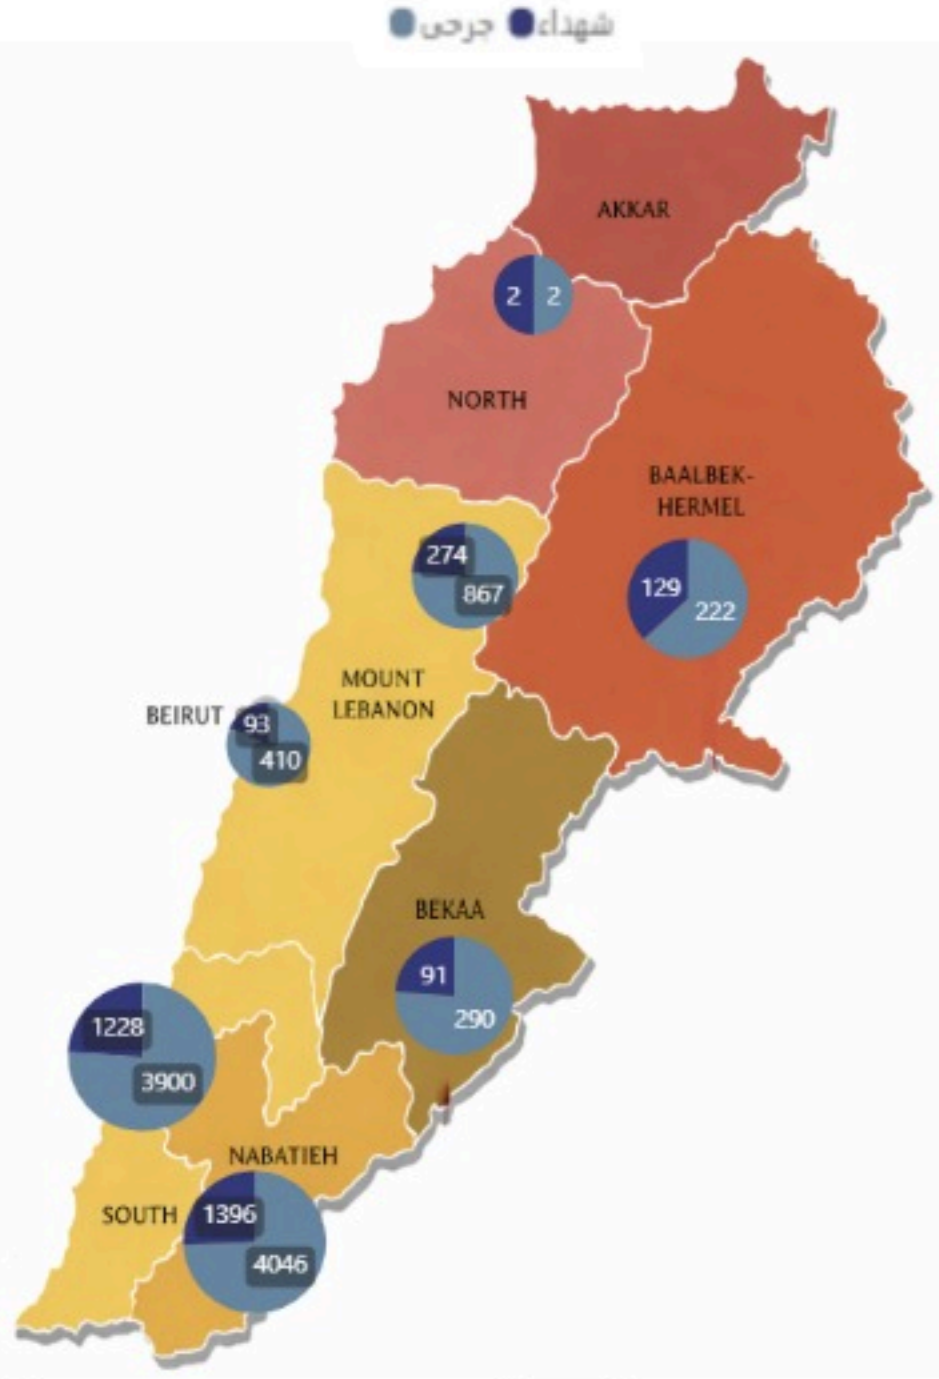 شهداء جرحى
AKKAR
2 2
NORTH
BAALBEK-
HERMEL
274
867
129
222
MOUNT
LEBANON
BEIRUT
93
410
BEKAA
91
290
1228
3900
NABATIEH
SOUTH
1396
4046